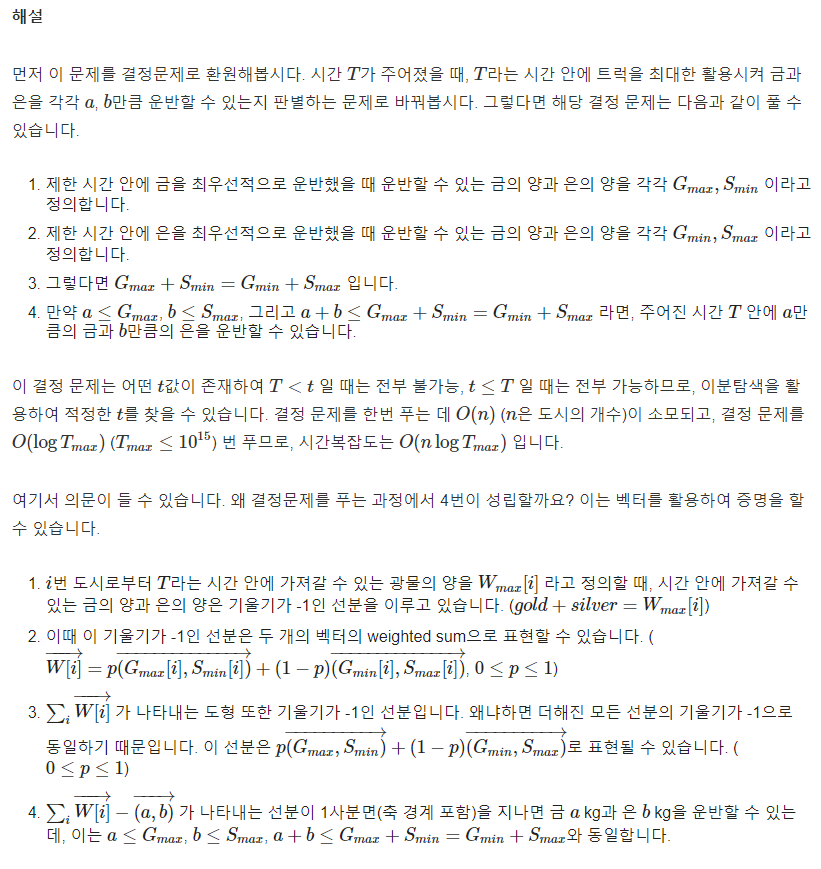 해설
먼저 이 문제를 결정문제로 환원해봅시다. 시간 T가 주어졌을 때, T라는 시간 안에 트럭을 최대한 활용시켜 금과
은을 각각 a, b만큼 운반할 수 있는지 판별하는 문제로 바꿔봅시다. 그렇다면 해당 결정 문제는 다음과 같이 풀 수
있습니다.
1. 제한 시간 안에 금을 최우선적으로 운반했을 때 운반할 수 있는 금의 양과 은의 양을 각각 G_{max}, S_{min} 이라고
정의합니다.
2. 제한 시간 안에 은을 최우선적으로 운반했을 때 운반할 수 있는 금의 양과 은의 양을 각각 G_{min}, S_{max} 이라고
정의합니다.
3. 그렇다면 G_{max} + S_{min} = G_{min} + S_{max} 입니다.
4. 만약 a ≤ G_{max}, b ≤ S_{max}, 그리고 a + b ≤ G_{max} + S_{min} = G_{min} + S_{max} 라면, 주어진 시간 T 안에 a만
큼의 금과 b만큼의 은을 운반할 수 있습니다.
이 결정 문제는 어떤 t값이 존재하여 T < t 일 때는 전부 불가능, t ≤ T 일 때는 전부 가능하므로, 이분탐색을 활
용하여 적정한 t를 찾을 수 있습니다. 결정 문제를 한번 푸는 데 O(n) (n은 도시의 개수)이 소모되고, 결정 문제를
O(log T_{max}) (T_{max} ≤ 10^{15}) 번 푸므로, 시간복잡도는 O(n log T_{max}) 입니다.
여기서 의문이 들 수 있습니다. 왜 결정문제를 푸는 과정에서 4번이 성립할까요? 이는 벡터를 활용하여 증명을 할
수 있습니다.
1. i번 도시로부터 T라는 시간 안에 가져갈 수 있는 광물의 양을 W_{max}[i] 라고 정의할 때, 시간 안에 가져갈 수
있는 금의 양과 은의 양은 기울기가 -1인 선분을 이루고 있습니다. (gold + silver = W_{max}[i])
2. 이때 이 기울기가 -1인 선분은 두 개의 벡터의 weighted sum으로 표현할 수 있습니다. (
\overrightarrow{W[i]} = p\overrightarrow{(G_{max}[i], S_{min}[i])} + (1 − p)\overrightarrow{(G_{min}[i], S_{max}[i])}, 0 ≤ p ≤ 1)
3. ∑_i \overrightarrow{W[i]} 가 나타내는 도형 또한 기울기가 -1인 선분입니다. 왜냐하면 더해진 모든 선분의 기울기가 -1으로
동일하기 때문입니다. 이 선분은 p\overrightarrow{(G_{max}, S_{min})} + (1 − p)\overrightarrow{(G_{min}, S_{max})}로 표현될 수 있습니다. (
0 ≤ p ≤ 1)
4. ∑_i \overrightarrow{W[i]} − \overrightarrow{(a, b)} 가 나타내는 선분이 1사분면(축 경계 포함)을 지나면 금 a kg과 은 b kg을 운반할 수 있는
데, 이는 a ≤ G_{max}, b ≤ S_{max}, a + b ≤ G_{max} + S_{min} = G_{min} + S_{max}와 동일합니다.